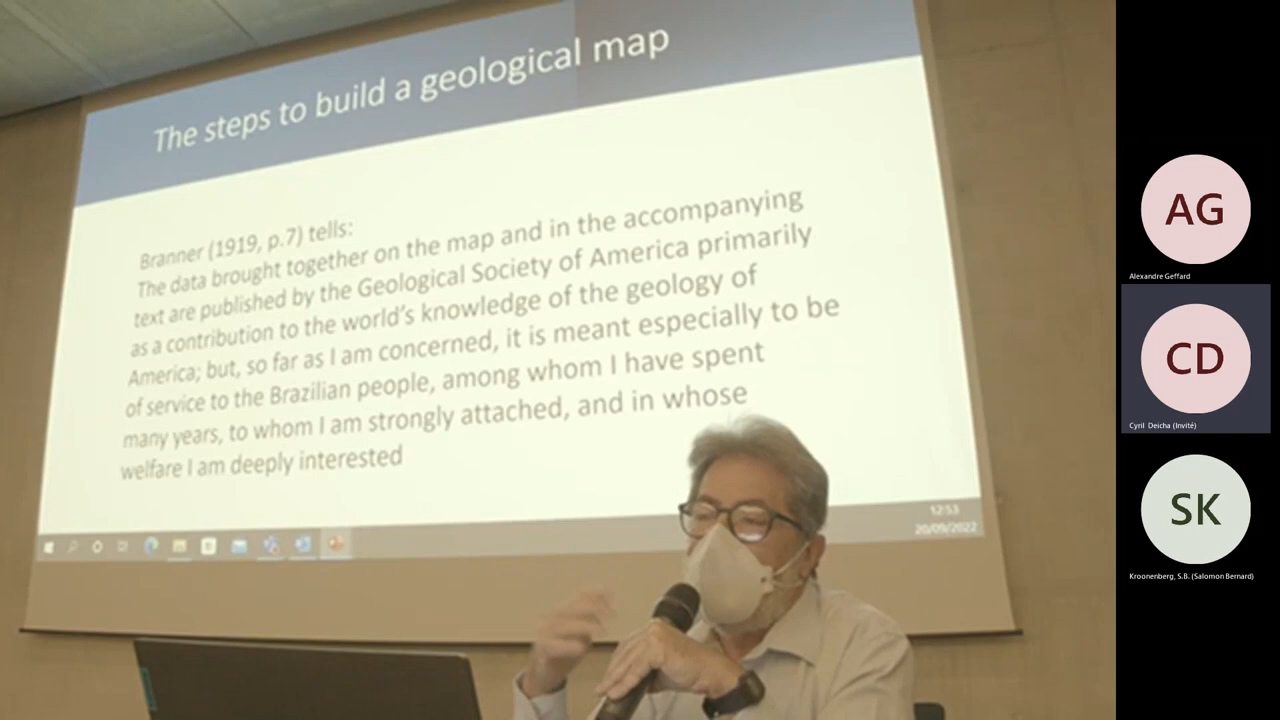 The steps to build a geological map
Branner (1919, p.7) tells:
The data brought together on the map and in the accompanying
text are published by the Geological Society of America primarily
as a contribution to the world's knowledge of the geology of
America; but, so far as I am concerned, it is meant especially to be
of service to the Brazilian people, among whom I have spent
many years, to whom I am strongly attached, and in whose
welfare I am deeply interested
12:53
20/09/2022
AG
Alexandre Geffard
CD
Cyril Deicha (Invité)
SK
Kroonenberg, S.B. (Salomon Bernard)